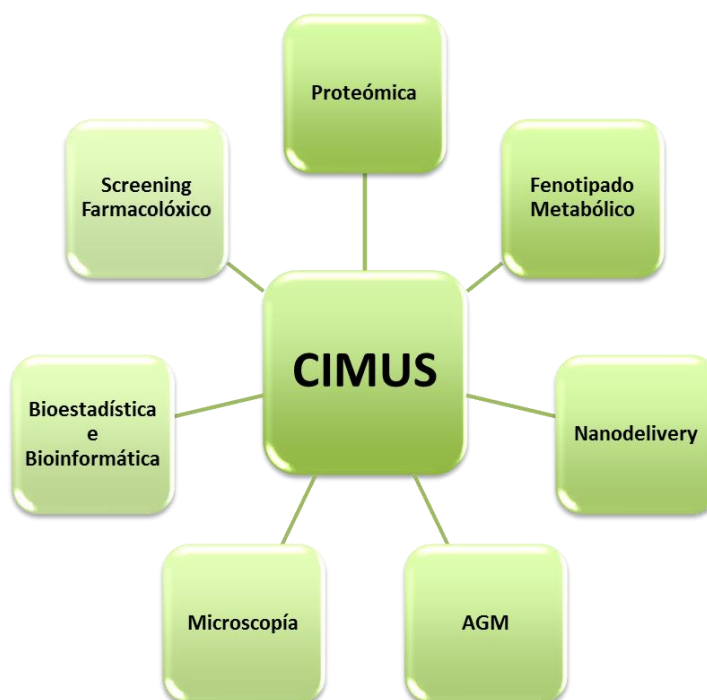 Proteómica
Screening
Farmacolóxico
Fenotipado
Metabólico
CIMUS
Bioestadística
e
Bioinformática
Nanodelivery
Microscopía
AGM